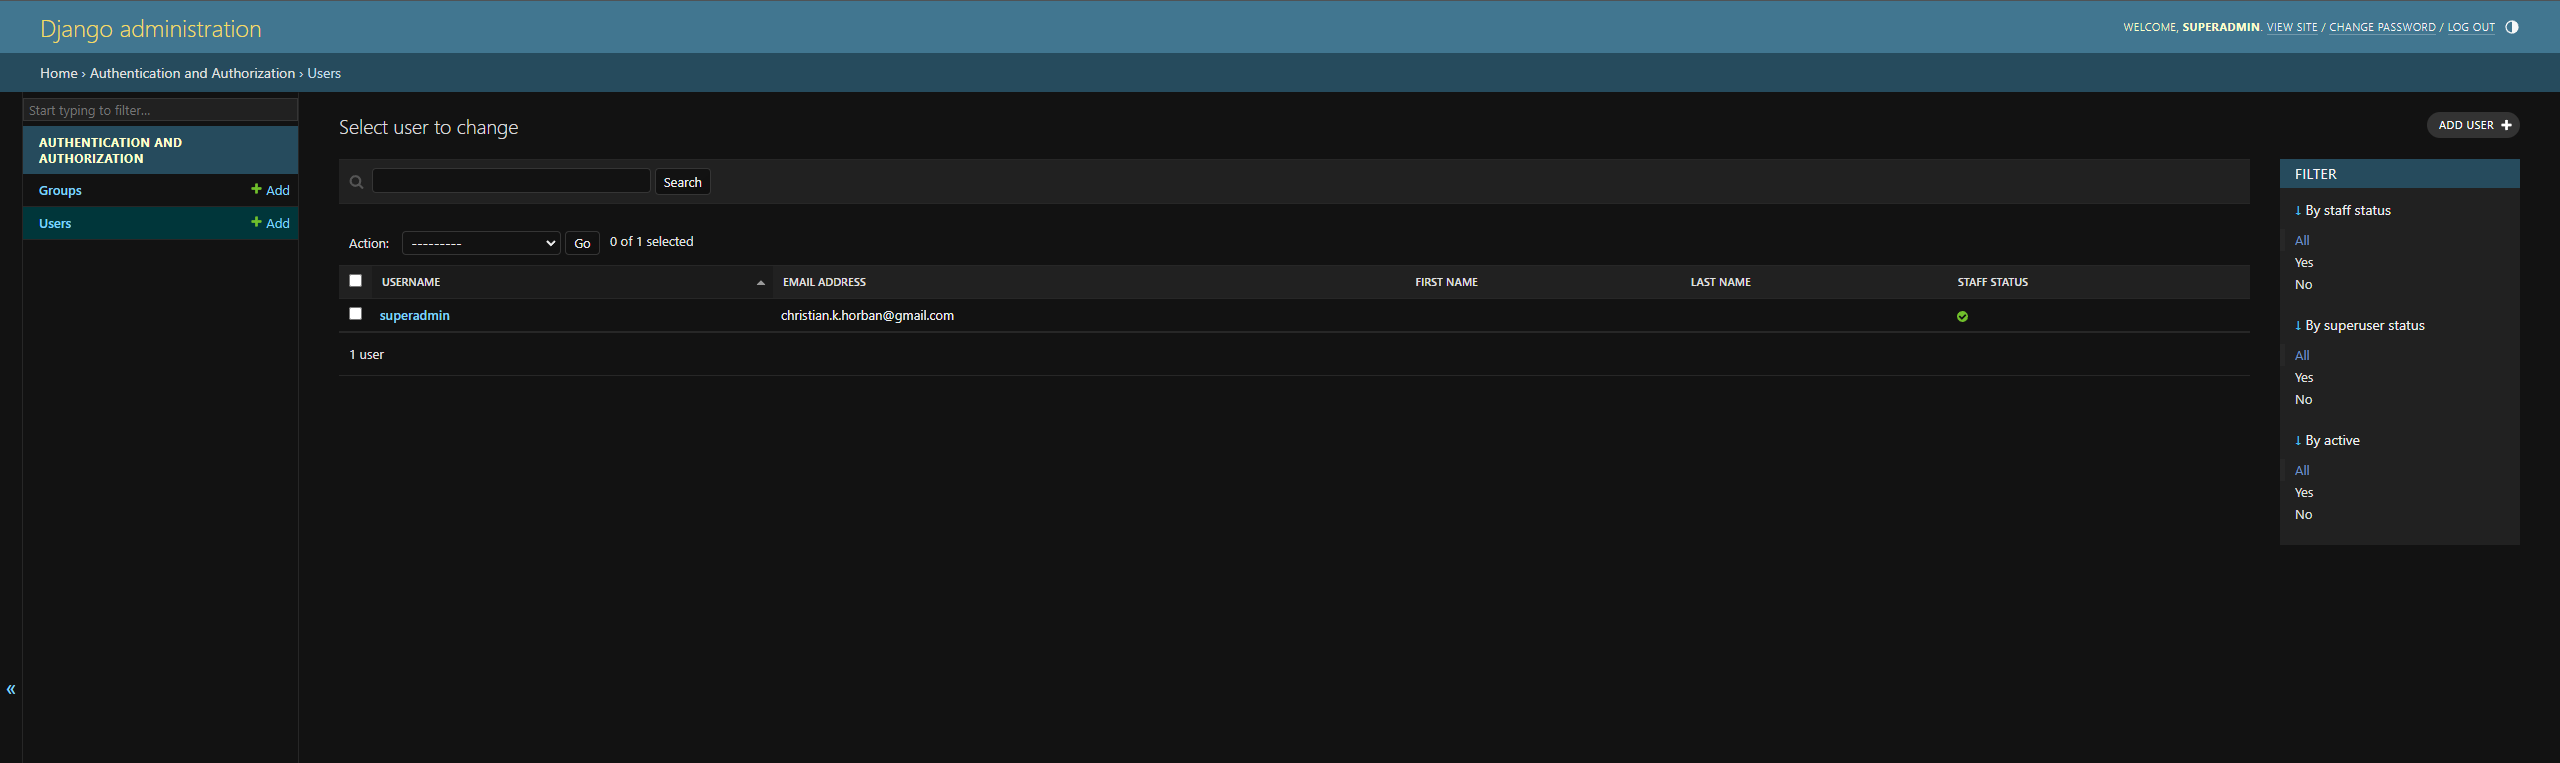 Django administration
WELCOME, SUPERADMIN. VIEW SITE / CHANGE PASSWORD / LOG OUT
Home › Authentication and Authorization › Users
Start typing to filter...
AUTHENTICATION AND
AUTHORIZATION
Groups + Add
Users + Add
«
Select user to change
ADD USER +
Search
Action: --------- Go 0 of 1 selected
USERNAME EMAIL ADDRESS FIRST NAME LAST NAME STAFF STATUS
superadmin christian.k.horban@gmail.com
1 user
FILTER
↓ By staff status
All
Yes
No
↓ By superuser status
All
Yes
No
↓ By active
All
Yes
No